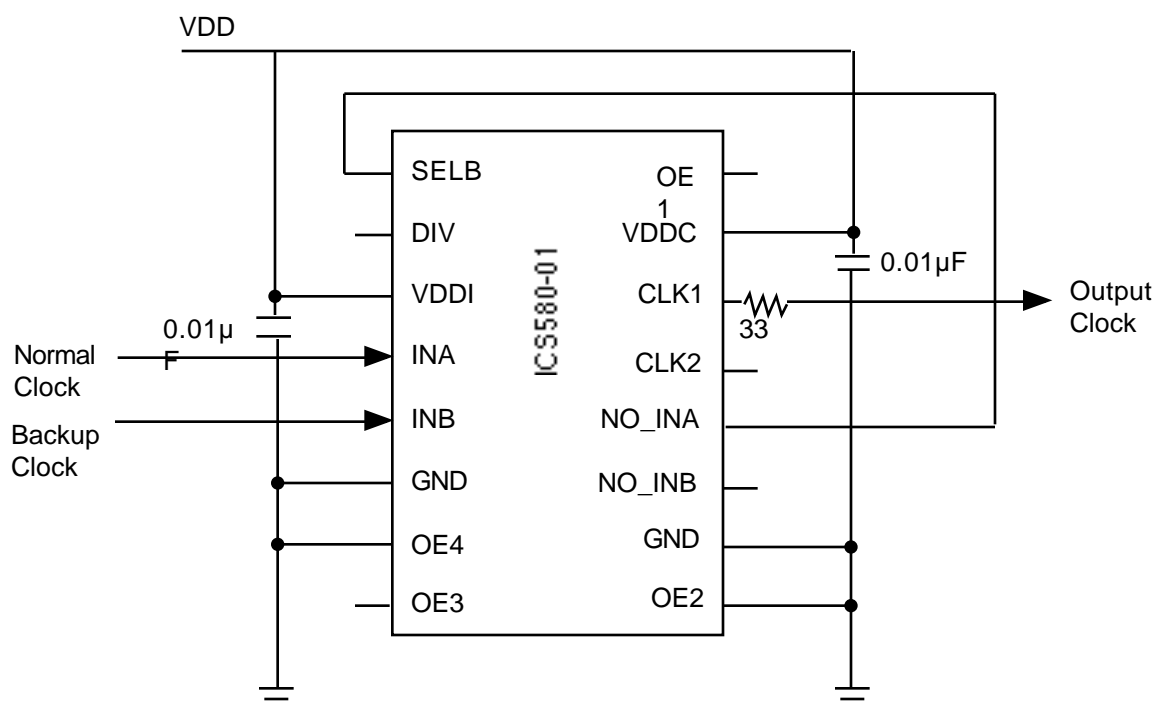 VDD
SELB
DIV
VDDI
INA
INB
GND
OE4
OE3
ICS580-01
OE
1
VDDC
CLK1
CLK2
NO_INA
NO_INB
GND
OE2
0.01µ
F
Normal
Clock
Backup
Clock
0.01µF
33
Output
Clock